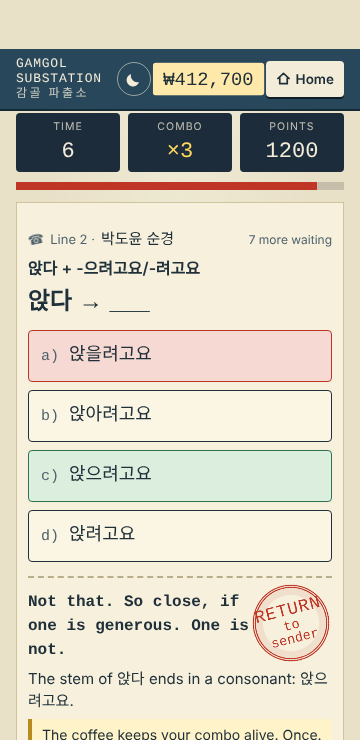 GAMGOL
SUBSTATION
감골 파출소
₩412,700
Home
TIME
6
COMBO
×3
POINTS
1200
☎ Line 2 · 박도윤 순경
7 more waiting
앉다 + -으려고요/-려고요
앉다 → ___
a) 앉을려고요
b) 앉아려고요
c) 앉으려고요
d) 앉려고요
Not that. So close, if
one is generous. One is
not.
RETURN
to
sender
The stem of 앉다 ends in a consonant: 앉으
려고요.
The coffee keeps your combo alive. Once.